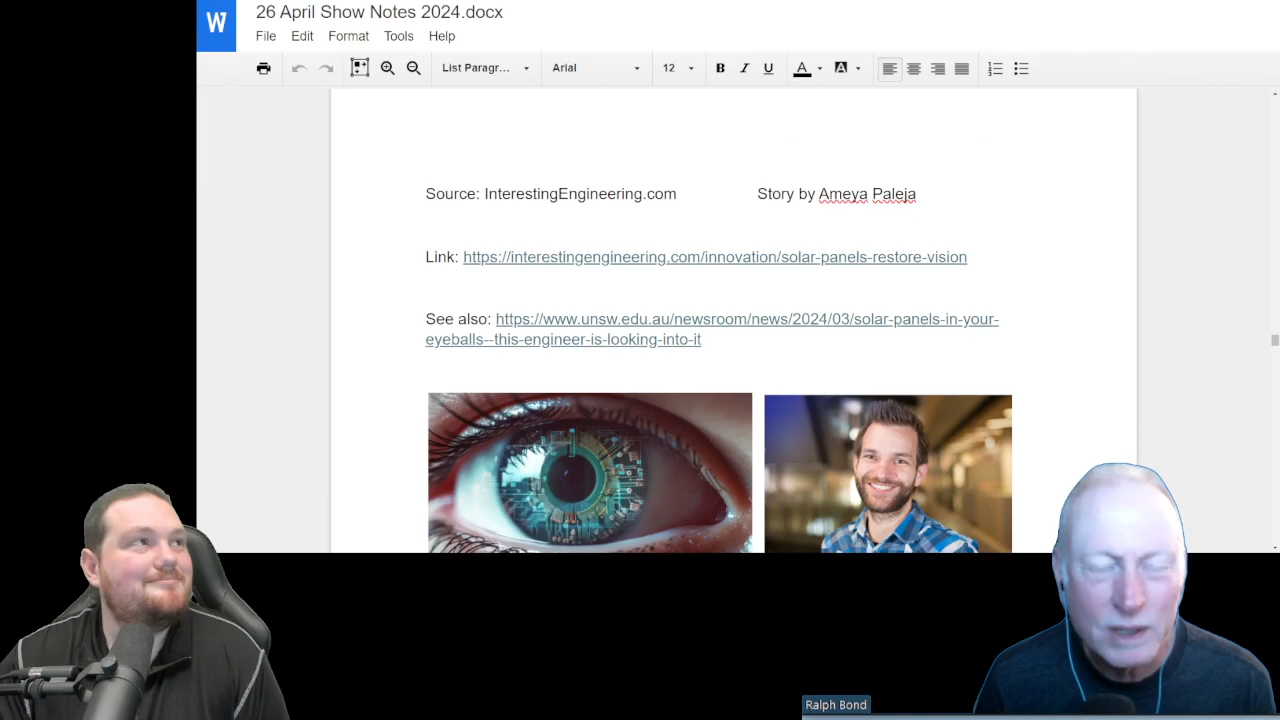 W
26 April Show Notes 2024.docx
File Edit Format Tools Help
List Paragr... Arial 12 B I U A A
Source: InterestingEngineering.com Story by Ameya Paleja
Link: https://interestingengineering.com/innovation/solar-panels-restore-vision
See also: https://www.unsw.edu.au/newsroom/news/2024/03/solar-panels-in-your-
eyeballs--this-engineer-is-looking-into-it
Ralph Bond